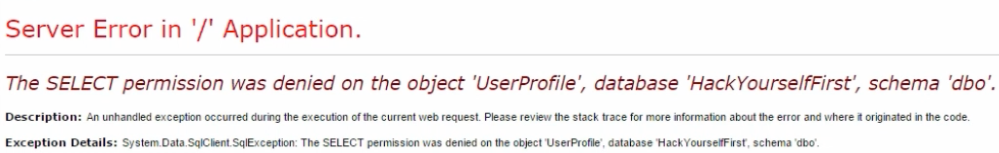 Server Error in '/' Application.
The SELECT permission was denied on the object 'UserProfile', database 'HackYourselfFirst', schema 'dbo'.
Description: An unhandled exception occurred during the execution of the current web request. Please review the stack trace for more information about the error and where it originated in the code.
Exception Details: System.Data.SqlClient.SqlException: The SELECT permission was denied on the object 'UserProfile', database 'HackYourselfFirst', schema 'dbo'.